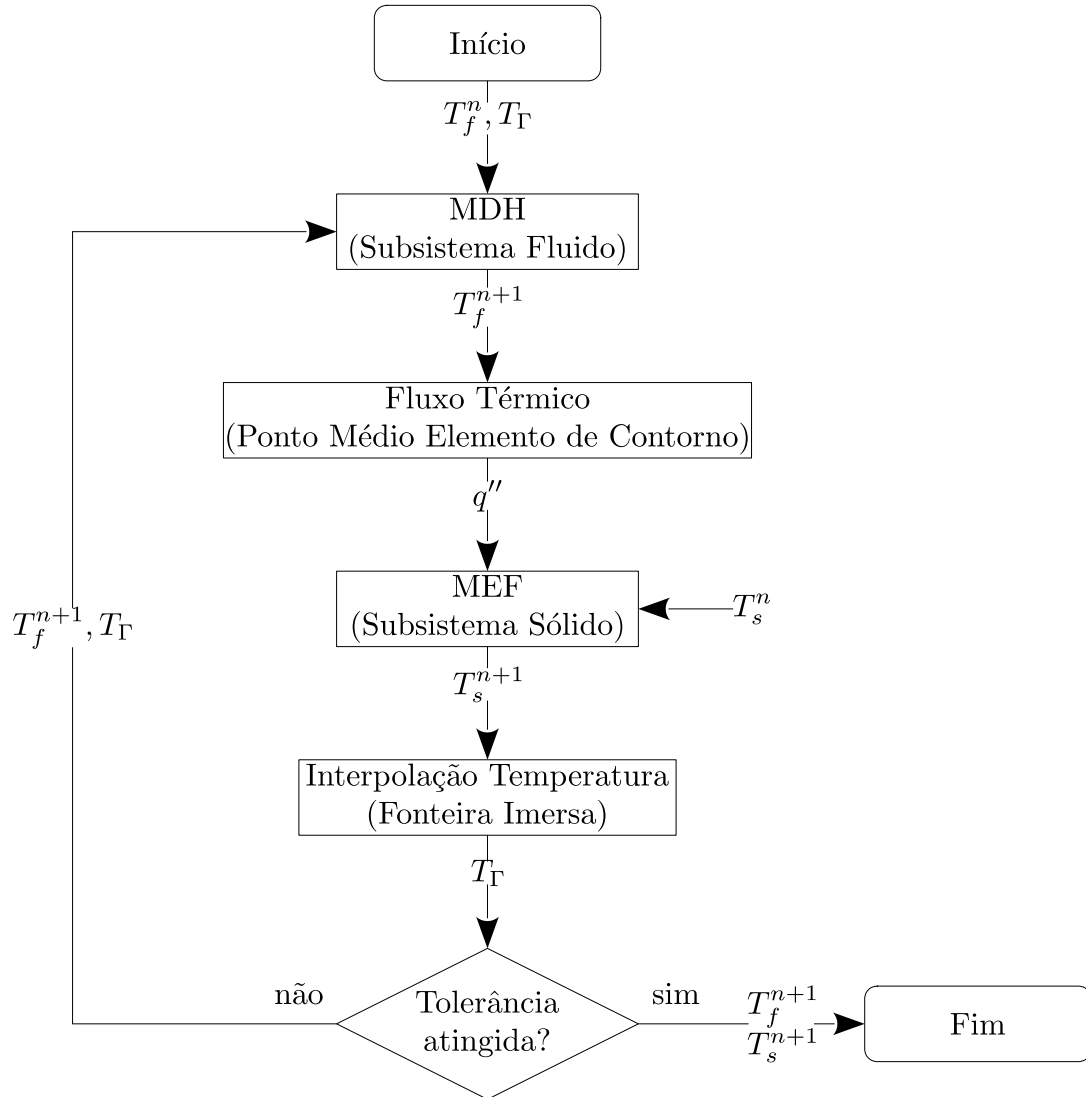 Início
T_f^n, T_Γ
MDH
(Subsistema Fluido)
T_f^{n+1}
Fluxo Térmico
(Ponto Médio Elemento de Contorno)
q″
MEF
(Subsistema Sólido)
T_s^n
T_f^{n+1}, T_Γ
T_s^{n+1}
Interpolação Temperatura
(Fonteira Imersa)
T_Γ
não
Tolerância
atingida?
sim
T_f^{n+1}
T_s^{n+1}
Fim